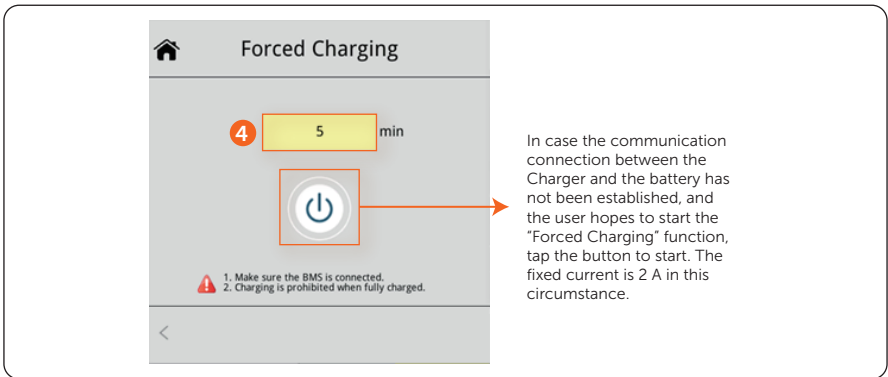 Forced Charging
4
5 min
1. Make sure the BMS is connected.
2. Charging is prohibited when fully charged.
In case the communication
connection between the
Charger and the battery has
not been established, and
the user hopes to start the
“Forced Charging” function,
tap the button to start. The
fixed current is 2 A in this
circumstance.